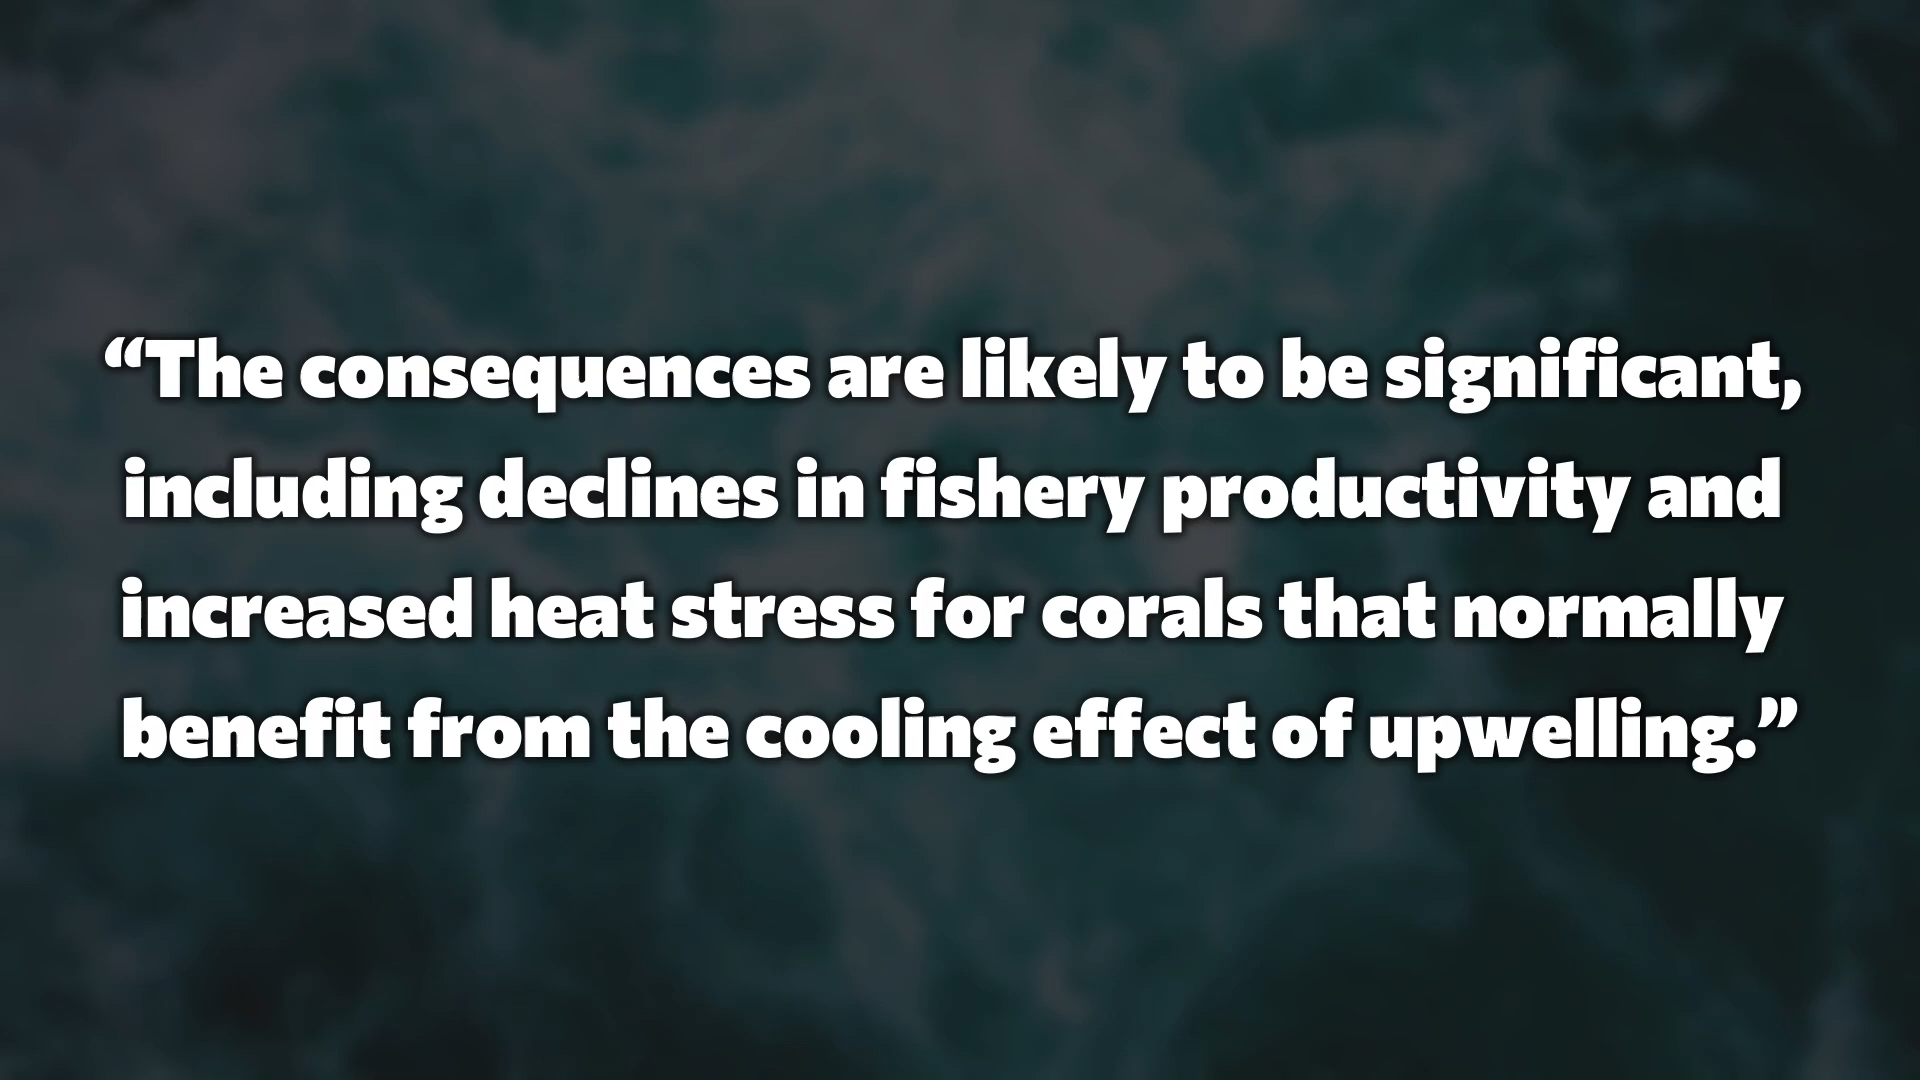 “The consequences are likely to be significant,
including declines in fishery productivity and
increased heat stress for corals that normally
benefit from the cooling effect of upwelling.”